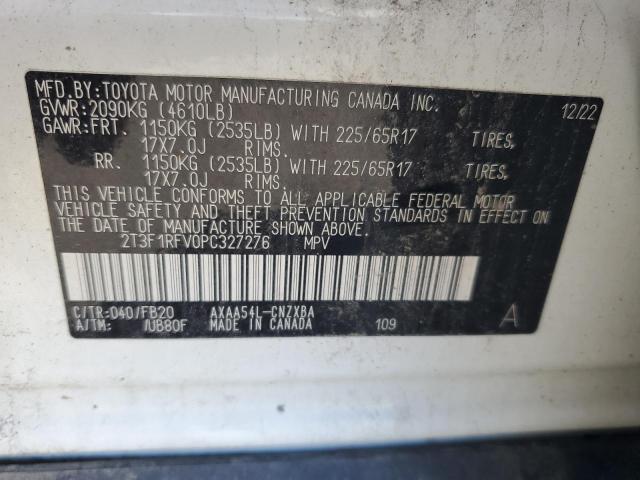 MFD.BY:TOYOTA MOTOR MANUFACTURING CANADA INC.
GVWR:2090KG (4610LB) 12/22
GAWR:FRT. 1150KG (2535LB) WITH 225/65R17 TIRES,
17X7.0J RIMS.
RR. 1150KG (2535LB) WITH 225/65R17 TIRES,
17X7.0J RIMS.
THIS VEHICLE CONFORMS TO ALL APPLICABLE FEDERAL MOTOR
VEHICLE SAFETY AND THEFT PREVENTION STANDARDS IN EFFECT ON
THE DATE OF MANUFACTURE SHOWN ABOVE.
2T3F1RFV0PC327276 MPV
C/TR:040/FB20 AXAA54L-CNZXBA
A/TM: /UB80F MADE IN CANADA 109 A